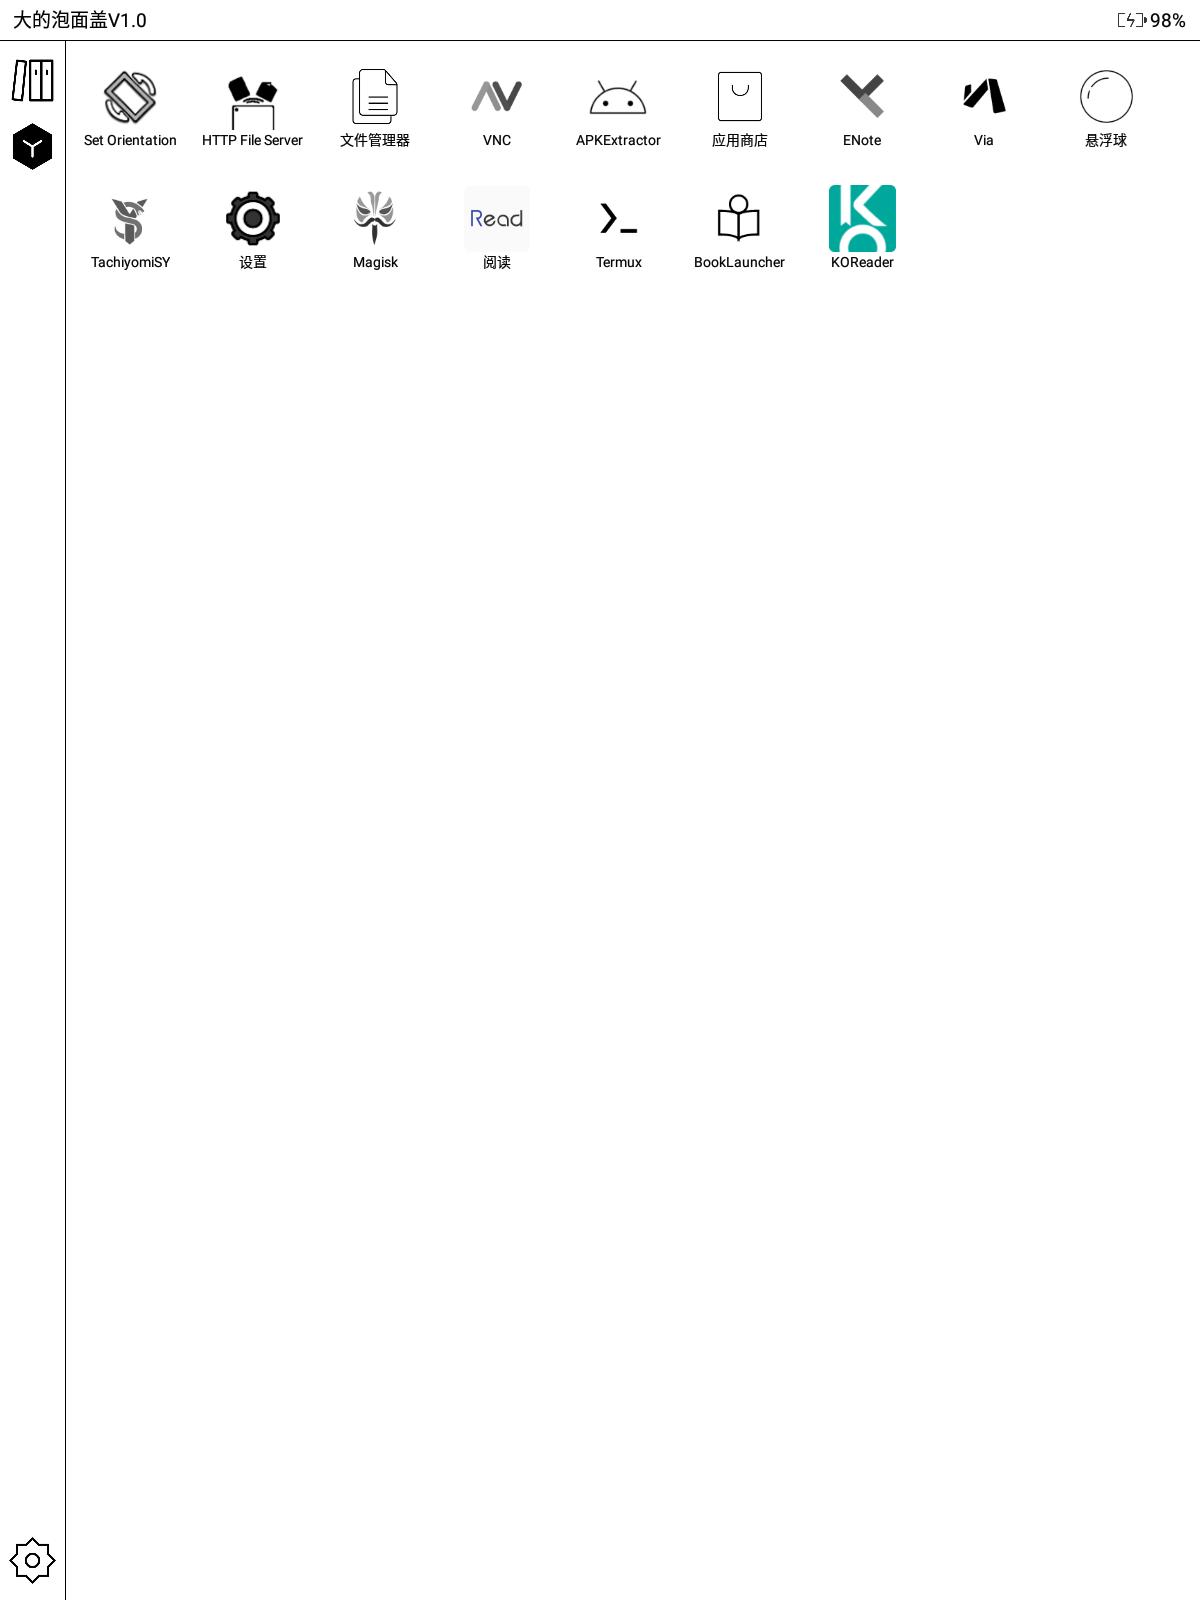 大的泡面盖V1.0
98%
Set Orientation
HTTP File Server
文件管理器
VNC
APKExtractor
应用商店
ENote
Via
悬浮球
TachiyomiSY
设置
Magisk
Read
阅读
Termux
BookLauncher
KO
KOReader